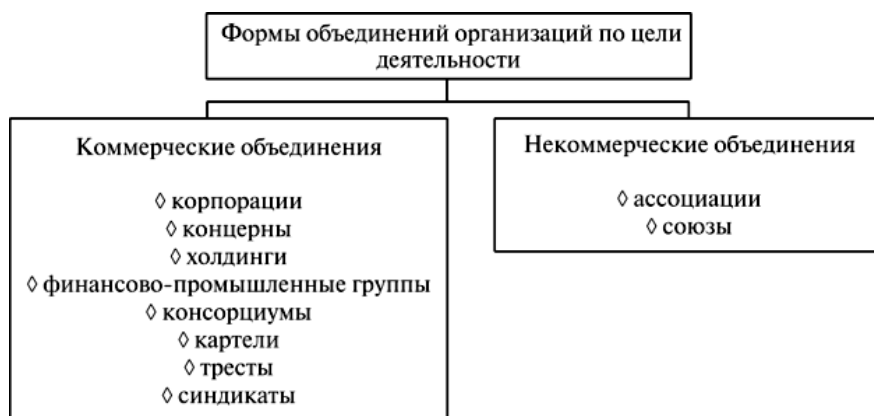 Формы объединений организаций по цели
деятельности
Коммерческие объединения
◊ корпорации
◊ концерны
◊ холдинги
◊ финансово-промышленные группы
◊ консорциумы
◊ картели
◊ тресты
◊ синдикаты
Некоммерческие объединения
◊ ассоциации
◊ союзы